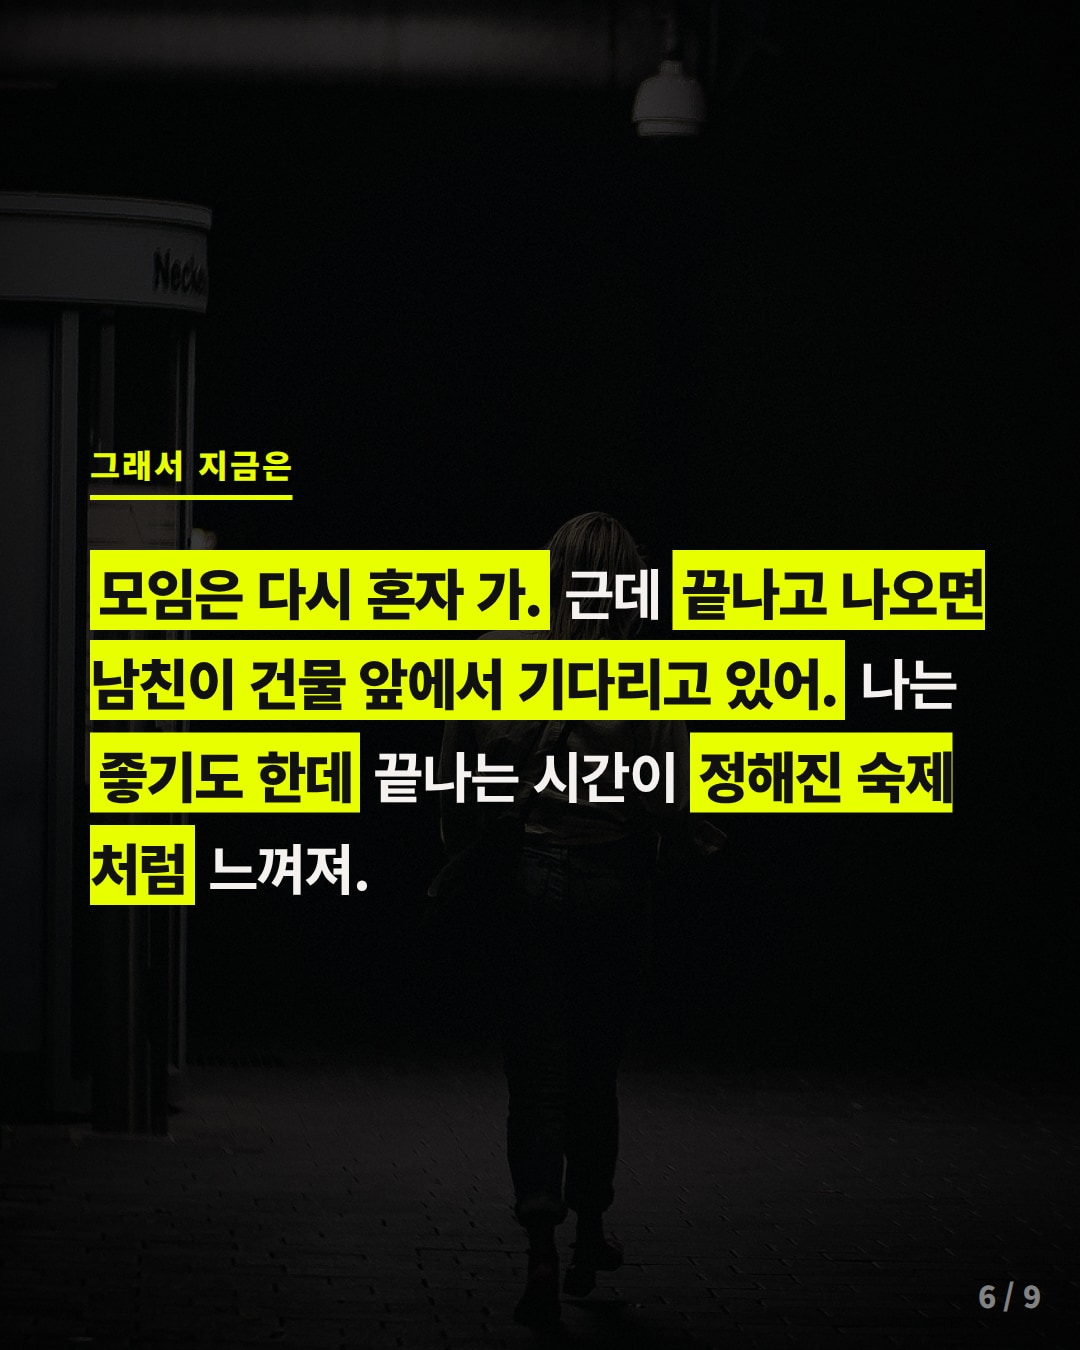 Necke
그래서 지금은
모임은 다시 혼자 가. 근데 끝나고 나오면
남친이 건물 앞에서 기다리고 있어. 나는
좋기도 한데 끝나는 시간이 정해진 숙제
처럼 느껴져.
6 / 9